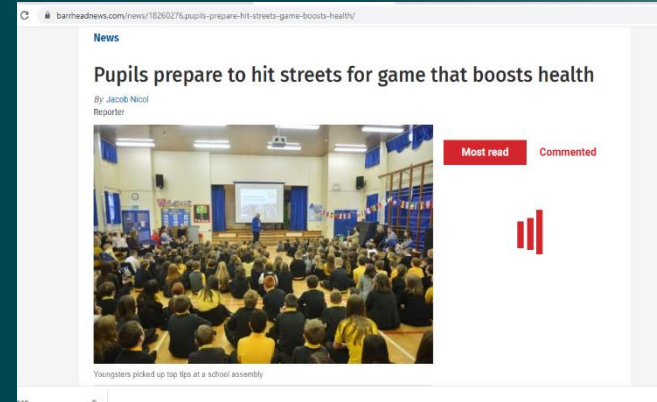 barrheadnews.com/news/18260276.pupils-prepare-hit-streets-game-boosts-health/
News
Pupils prepare to hit streets for game that boosts health
By Jacob Nicol
Reporter
Most read Commented
Youngsters picked up top tips at a school assembly